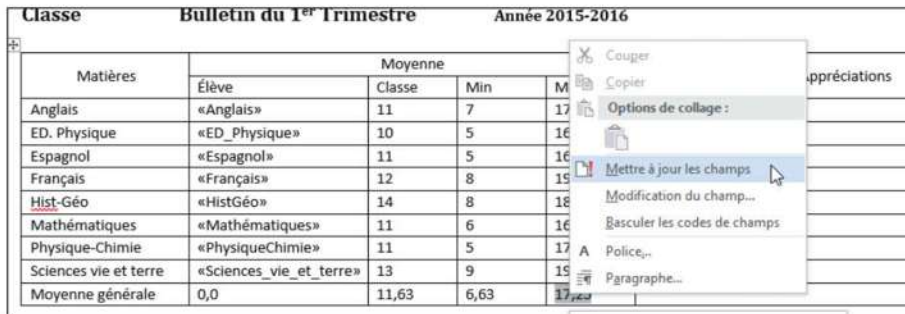 Classe Bulletin du 1er Trimestre Année 2015-2016
Matières Moyenne Appréciations
Élève Classe Min M
Anglais «Anglais» 11 7 17
ED. Physique «ED_Physique» 10 5 16
Espagnol «Espagnol» 11 5 16
Français «Français» 12 8 19
Hist-Géo «HistGéo» 14 8 18
Mathématiques «Mathématiques» 11 6 16
Physique-Chimie «PhysiqueChimie» 11 5 17
Sciences vie et terre «Sciences_vie_et_terre» 13 9 19
Moyenne générale 0,0 11,63 6,63 17,25
Couper
Copier
Options de collage :
Mettre à jour les champs
Modification du champ...
Basculer les codes de champs
A Police,..
Paragraphe...